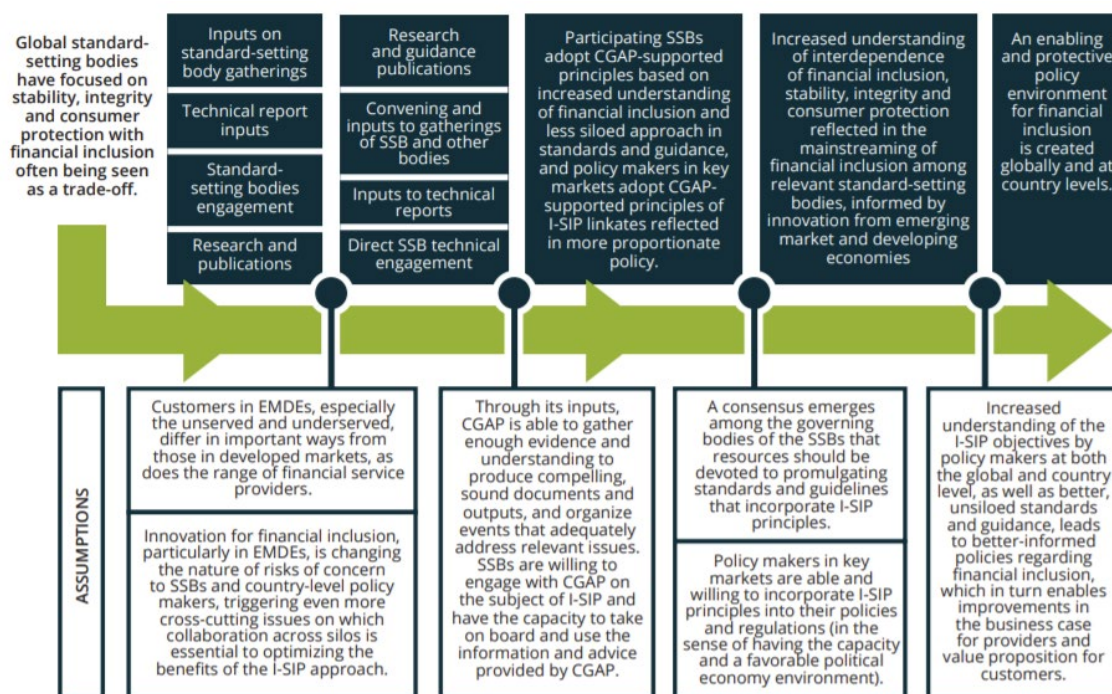 Global standard-
setting bodies
have focused on
stability, integrity
and consumer
protection with
financial inclusion
often being seen
as a trade-off.
Inputs on
standard-setting
body gatherings
Technical report
inputs
Standard-
setting bodies
engagement
Research and
publications
Research
and guidance
publications
Convening and
inputs to gatherings
of SSB and other
bodies
Inputs to technical
reports
Direct SSB technical
engagement
Participating SSBs
adopt CGAP-supported
principles based on
increased understanding
of financial inclusion and
less siloed approach in
standards and guidance,
and policy makers in key
markets adopt CGAP-
supported principles of
I-SIP linkates reflected
in more proportionate
policy.
Increased understanding
of interdependence
of financial inclusion,
stability, integrity and
consumer protection
reflected in the
mainstreaming of
financial inclusion among
relevant standard-setting
bodies, informed by
innovation from emerging
market and developing
economies
An enabling
and protective
policy
environment
for financial
inclusion
is created
globally and at
country levels.
ASSUMPTIONS
Customers in EMDEs, especially
the unserved and underserved,
differ in important ways from
those in developed markets, as
does the range of financial service
providers.
Innovation for financial inclusion,
particularly in EMDEs, is changing
the nature of risks of concern
to SSBs and country-level policy
makers, triggering even more
cross-cutting issues on which
collaboration across silos is
essential to optimizing the
benefits of the I-SIP approach.
Through its inputs,
CGAP is able to gather
enough evidence and
understanding to
produce compelling,
sound documents and
outputs, and organize
events that adequately
address relevant issues.
SSBs are willing to
engage with CGAP on
the subject of I-SIP and
have the capacity to take
on board and use the
information and advice
provided by CGAP.
A consensus emerges
among the governing
bodies of the SSBs that
resources should be
devoted to promulgating
standards and guidelines
that incorporate I-SIP
principles.
Policy makers in key
markets are able and
willing to incorporate I-SIP
principles into their policies
and regulations (in the
sense of having the capacity
and a favorable political
economy environment).
Increased
understanding of the
I-SIP objectives by
policy makers at both
the global and country
level, as well as better,
unsiloed standards
and guidance, leads
to better-informed
policies regarding
financial inclusion,
which in turn enables
improvements in
the business case
for providers and
value proposition for
customers.